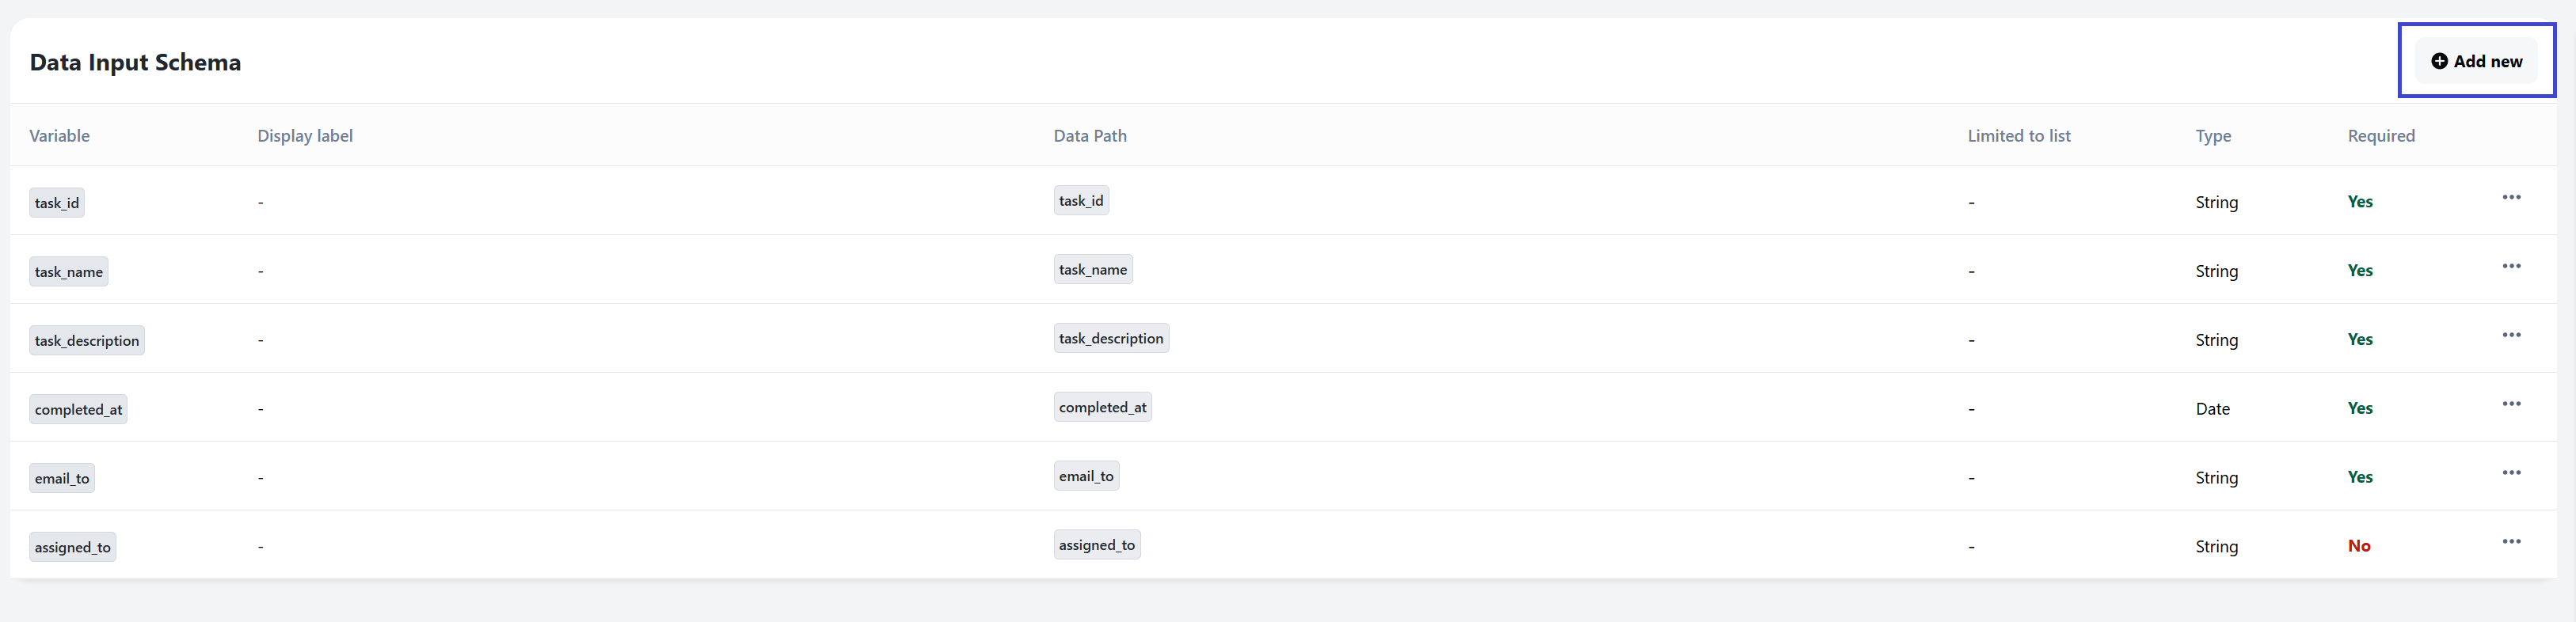 Data Input Schema
Add new
Variable Display label Data Path Limited to list Type Required
task_id - task_id - String Yes
task_name - task_name - String Yes
task_description - task_description - String Yes
completed_at - completed_at - Date Yes
email_to - email_to - String Yes
assigned_to - assigned_to - String No